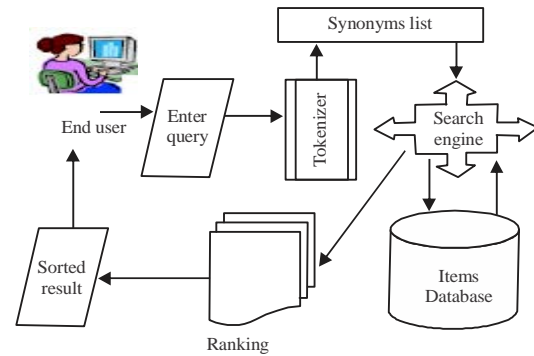 Synonyms list
End user
Enter
query
Tokenizer
Search
engine
Items
Database
Ranking
Sorted
result